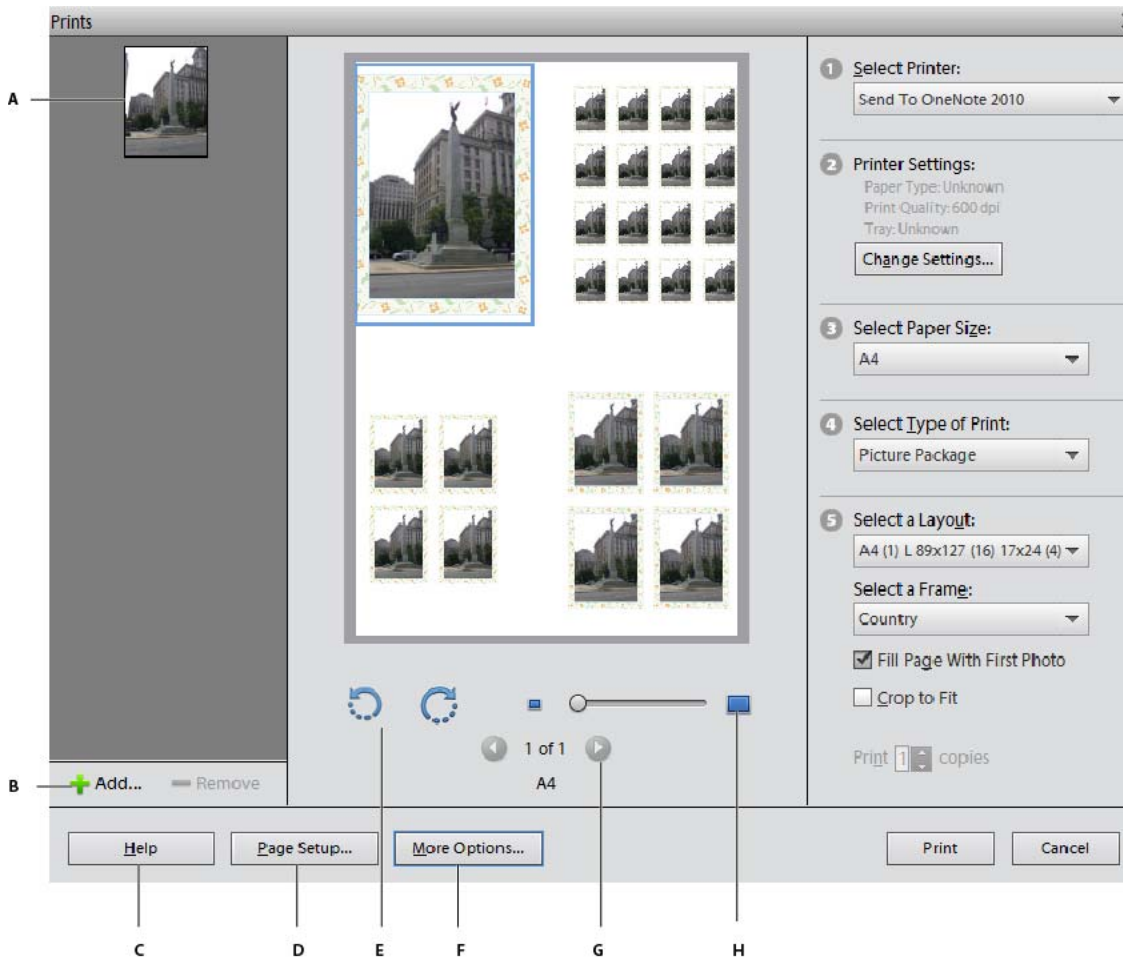 Prints
A
B
Add...
Remove
1 of 1
A4
1 Select Printer:
Send To OneNote 2010
2 Printer Settings:
Paper Type: Unknown
Print Quality: 600 dpi
Tray: Unknown
Change Settings...
3 Select Paper Size:
A4
4 Select Type of Print:
Picture Package
5 Select a Layout:
A4 (1) L 89x127 (16) 17x24 (4)
Select a Frame:
Country
Fill Page With First Photo
Crop to Fit
Print 1 copies
Help
Page Setup...
More Options...
Print
Cancel
C
D
E
F
G
H